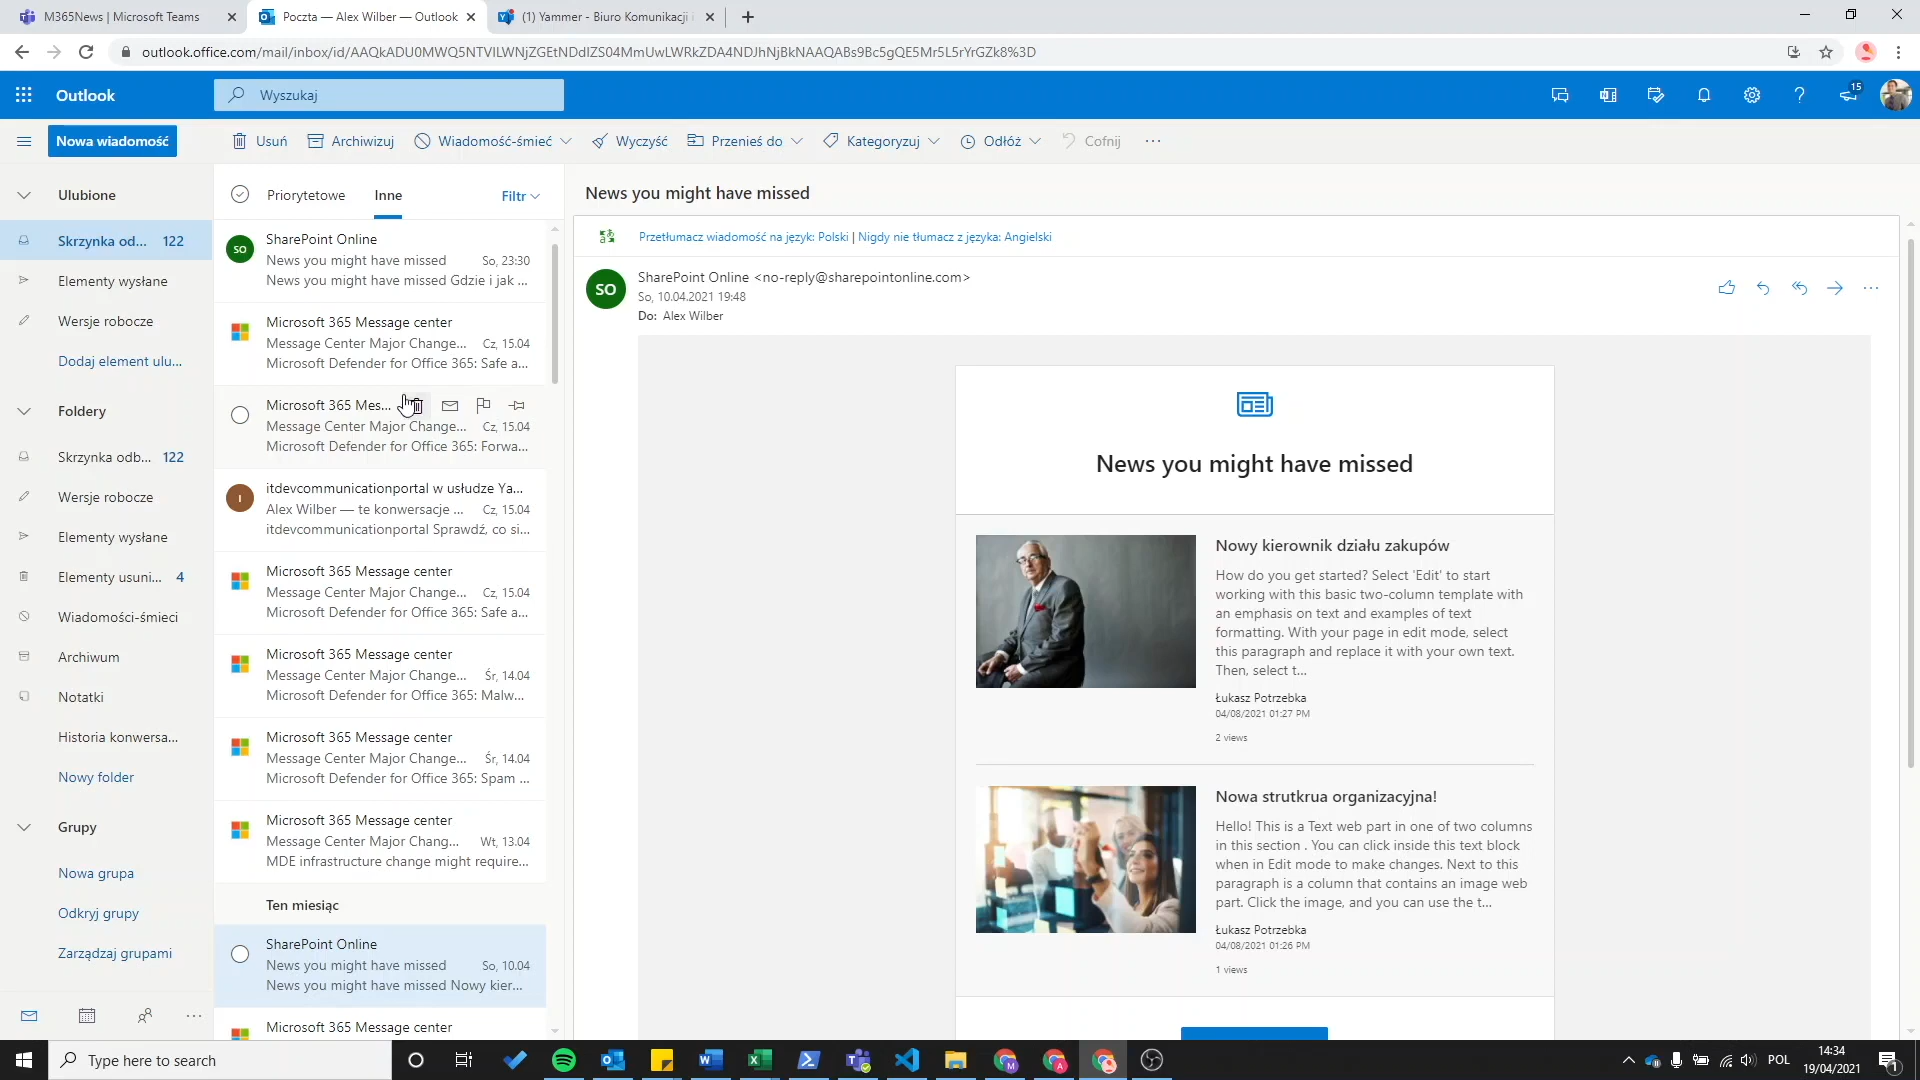 M365News | Microsoft Teams
Poczta — Alex Wilber — Outlook
(1) Yammer - Biuro Komunikacji
outlook.office.com/mail/inbox/id/AAQkADU0MWQ5NTVlLWNjZGEtNDdlZS04MmUwLWRkZDA4NDJhNjBkNAAQABs9Bc5gQE5Mr5L5rYrGZk8%3D
Outlook
Wyszukaj
15
Nowa wiadomość
Usuń
Archiwizuj
Wiadomość-śmieć
Wyczyść
Przenieś do
Kategoryzuj
Odłóż
Cofnij
Ulubione
Skrzynka od... 122
Elementy wysłane
Wersje robocze
Dodaj element ulu...
Foldery
Skrzynka odb... 122
Wersje robocze
Elementy wysłane
Elementy usuni... 4
Wiadomości-śmieci
Archiwum
Notatki
Historia konwersa...
Nowy folder
Grupy
Nowa grupa
Odkryj grupy
Zarządzaj grupami
Priorytetowe
Inne
Filtr
SO
SharePoint Online
News you might have missed So, 23:30
News you might have missed Gdzie i jak ...
Microsoft 365 Message center
Message Center Major Change... Cz, 15.04
Microsoft Defender for Office 365: Safe a...
Microsoft 365 Mes...
Message Center Major Change... Cz, 15.04
Microsoft Defender for Office 365: Forwa...
I
itdevcommunicationportal w usłudze Ya...
Alex Wilber — te konwersacje ... Cz, 15.04
itdevcommunicationportal Sprawdź, co si...
Microsoft 365 Message center
Message Center Major Change... Cz, 15.04
Microsoft Defender for Office 365: Safe a...
Microsoft 365 Message center
Message Center Major Change... Śr, 14.04
Microsoft Defender for Office 365: Malw...
Microsoft 365 Message center
Message Center Major Change... Śr, 14.04
Microsoft Defender for Office 365: Spam ...
Microsoft 365 Message center
Message Center Major Chang... Wt, 13.04
MDE infrastructure change might require...
Ten miesiąc
SharePoint Online
News you might have missed So, 10.04
News you might have missed Nowy kier...
Microsoft 365 Message center
News you might have missed
Przetłumacz wiadomość na język: Polski | Nigdy nie tłumacz z języka: Angielski
SO
SharePoint Online <no-reply@sharepointonline.com>
So, 10.04.2021 19:48
Do: Alex Wilber
News you might have missed
Nowy kierownik działu zakupów
How do you get started? Select 'Edit' to start
working with this basic two-column template with
an emphasis on text and examples of text
formatting. With your page in edit mode, select
this paragraph and replace it with your own text.
Then, select t...
Łukasz Potrzebka
04/08/2021 01:27 PM
2 views
Nowa strutkrua organizacyjna!
Hello! This is a Text web part in one of two columns
in this section . You can click inside this text block
when in Edit mode to make changes. Next to this
paragraph is a column that contains an image web
part. Click the image, and you can use the t...
Łukasz Potrzebka
04/08/2021 01:26 PM
1 views
Type here to search
POL
14:34
19/04/2021
1